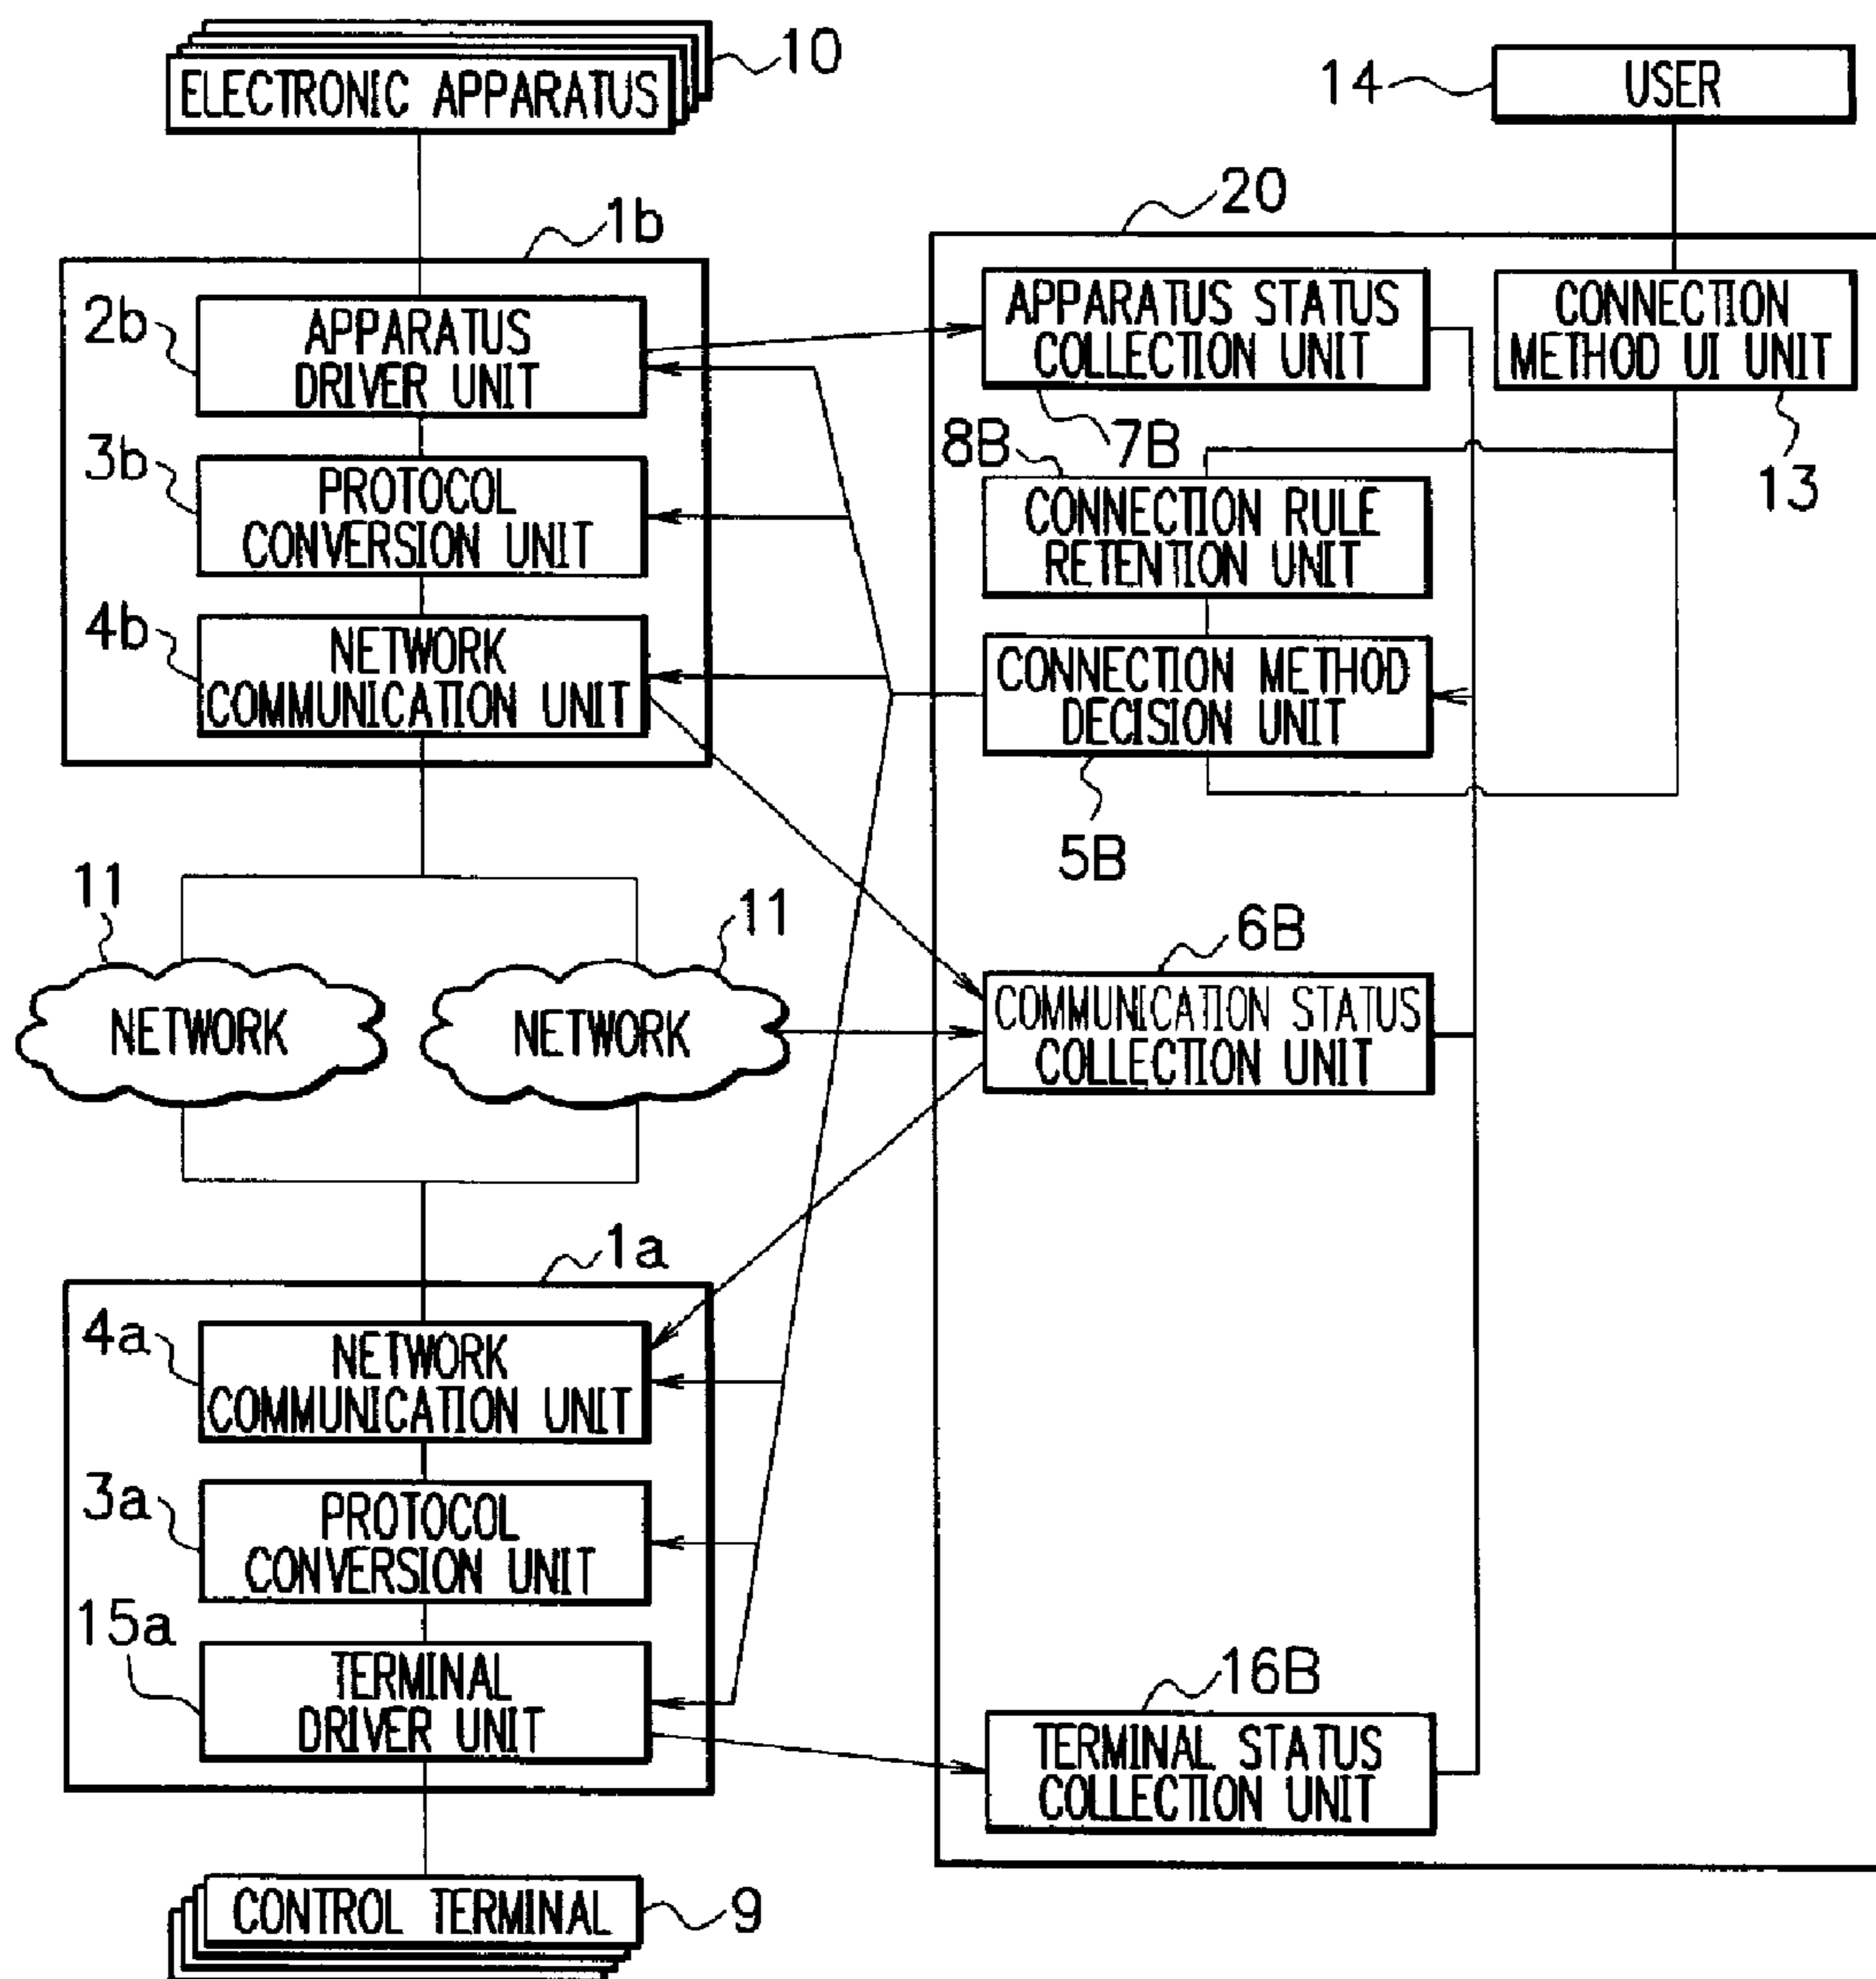 10
ELECTRONIC APPARATUS
14
USER
1b
20
2b
APPARATUS
DRIVER UNIT
APPARATUS STATUS
COLLECTION UNIT
CONNECTION
METHOD UI UNIT
7B
8B
13
3b
PROTOCOL
CONVERSION UNIT
CONNECTION RULE
RETENTION UNIT
4b
NETWORK
COMMUNICATION UNIT
CONNECTION METHOD
DECISION UNIT
5B
11
NETWORK
11
NETWORK
6B
COMMUNICATION STATUS
COLLECTION UNIT
1a
4a
NETWORK
COMMUNICATION UNIT
3a
PROTOCOL
CONVERSION UNIT
15a
TERMINAL
DRIVER UNIT
16B
TERMINAL STATUS
COLLECTION UNIT
CONTROL TERMINAL
9